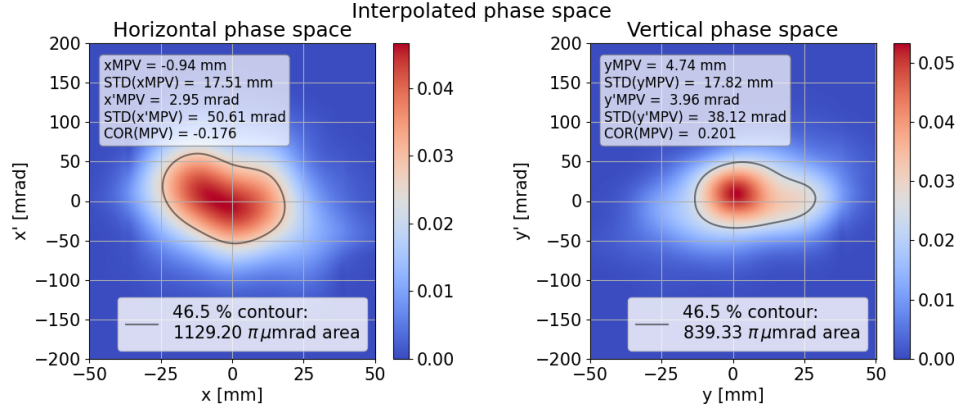 Interpolated phase space
Horizontal phase space
200
150
100
50
0
−50
−100
−150
−200
x' [mrad]
xMPV = -0.94 mm
STD(xMPV) =  17.51 mm
x'MPV =  2.95 mrad
STD(x'MPV) =  50.61 mrad
COR(MPV) = -0.176
46.5 % contour:
1129.20 π μmrad area
−50
−25
0
25
50
x [mm]
0.04
0.03
0.02
0.01
0.00
Vertical phase space
200
150
100
50
0
−50
−100
−150
−200
y' [mrad]
yMPV =  4.74 mm
STD(yMPV) =  17.82 mm
y'MPV =  3.96 mrad
STD(y'MPV) =  38.12 mrad
COR(MPV) =  0.201
46.5 % contour:
839.33 π μmrad area
−50
−25
0
25
50
y [mm]
0.05
0.04
0.03
0.02
0.01
0.00